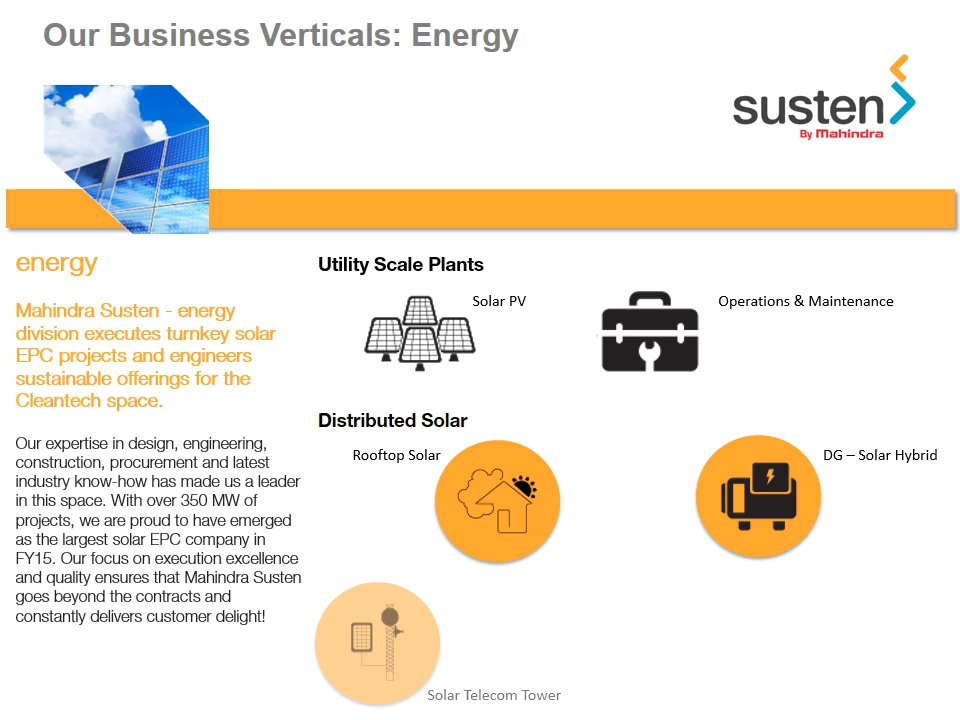 Our Business Verticals: Energy
susten
By Mahindra
energy
Mahindra Susten - energy
division executes turnkey solar
EPC projects and engineers
sustainable offerings for the
Cleantech space.
Our expertise in design, engineering,
construction, procurement and latest
industry know-how has made us a leader
in this space. With over 350 MW of
projects, we are proud to have emerged
as the largest solar EPC company in
FY15. Our focus on execution excellence
and quality ensures that Mahindra Susten
goes beyond the contracts and
constantly delivers customer delight!
Utility Scale Plants
Solar PV
Operations & Maintenance
Distributed Solar
Rooftop Solar
DG – Solar Hybrid
Solar Telecom Tower